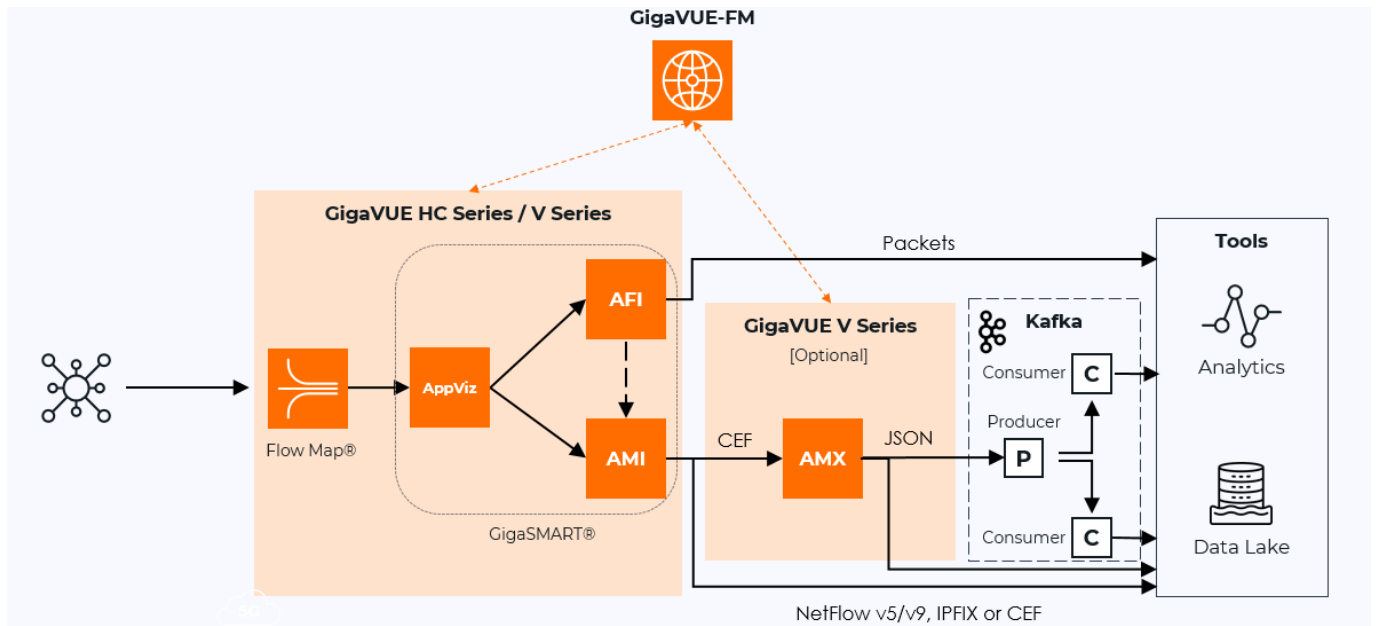 GigaVUE-FM
GigaVUE HC Series / V Series
Packets
Tools
AFI
GigaVUE V Series
[Optional]
Kafka
Analytics
Consumer
C
AppViz
Producer
Flow Map®
CEF
JSON
AMI
AMX
P
GigaSMART®
Consumer
C
Data Lake
5G
NetFlow v5/v9, IPFIX or CEF